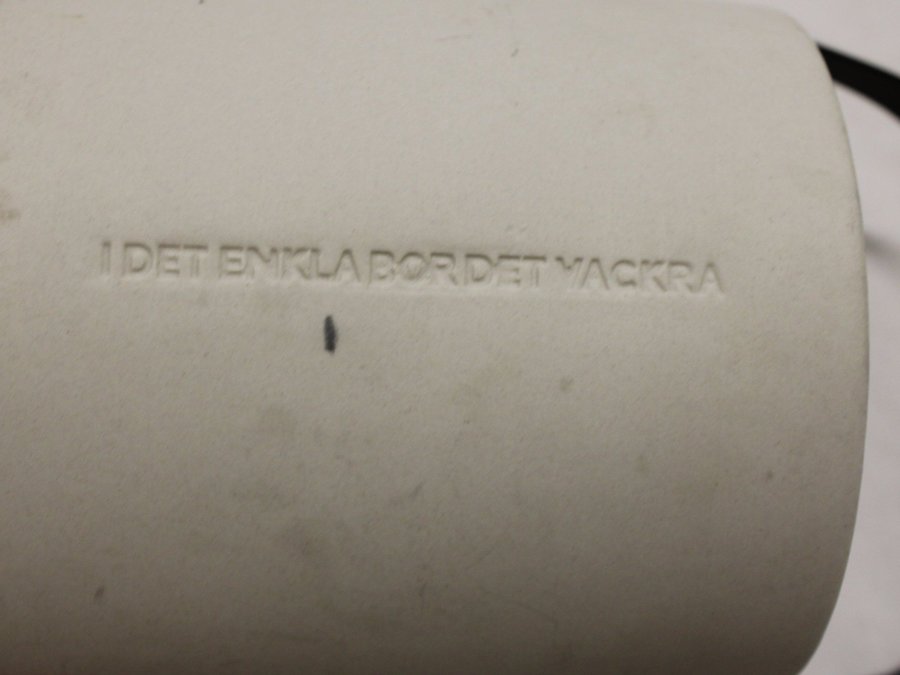 I DET ENKLA BOR DET VACKRA